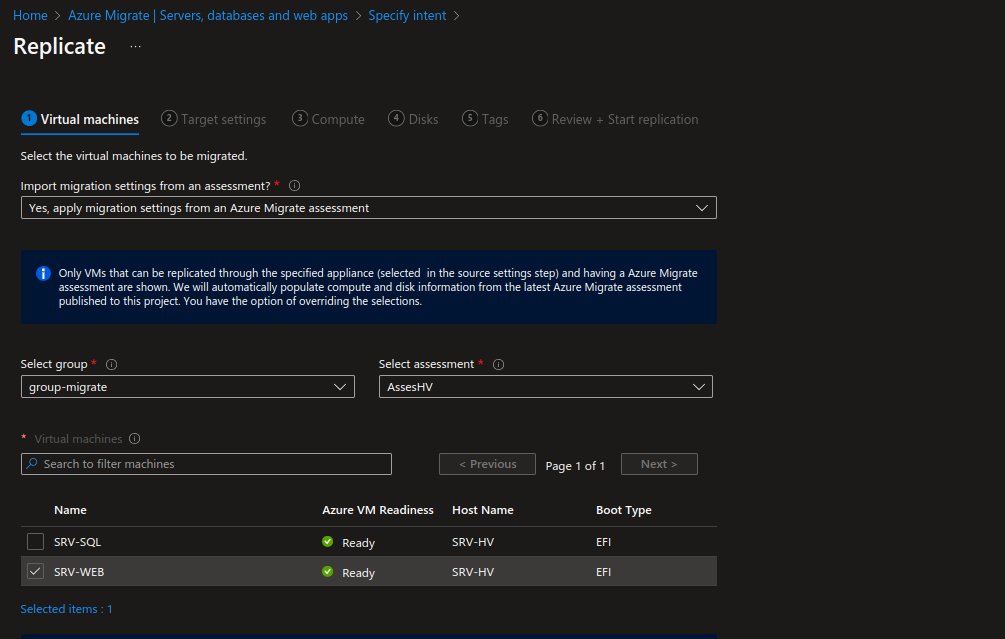 Home > Azure Migrate | Servers, databases and web apps > Specify intent >
Replicate ...
1 Virtual machines 2 Target settings 3 Compute 4 Disks 5 Tags 6 Review + Start replication
Select the virtual machines to be migrated.
Import migration settings from an assessment? *
Yes, apply migration settings from an Azure Migrate assessment
Only VMs that can be replicated through the specified appliance (selected in the source settings step) and having a Azure Migrate
assessment are shown. We will automatically populate compute and disk information from the latest Azure Migrate assessment
published to this project. You have the option of overriding the selections.
Select group * Select assessment *
group-migrate AssesHV
* Virtual machines
Search to filter machines < Previous Page 1 of 1 Next >
Name Azure VM Readiness Host Name Boot Type
SRV-SQL Ready SRV-HV EFI
SRV-WEB Ready SRV-HV EFI
Selected items : 1